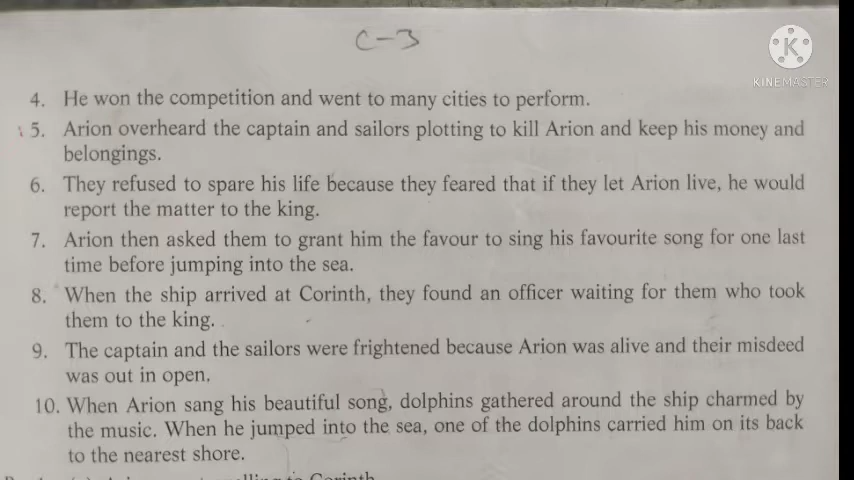 C-3
K
KINEMASTER
4. He won the competition and went to many cities to perform.
5. Arion overheard the captain and sailors plotting to kill Arion and keep his money and
belongings.
6. They refused to spare his life because they feared that if they let Arion live, he would
report the matter to the king.
7. Arion then asked them to grant him the favour to sing his favourite song for one last
time before jumping into the sea.
8. When the ship arrived at Corinth, they found an officer waiting for them who took
them to the king.
9. The captain and the sailors were frightened because Arion was alive and their misdeed
was out in open.
10. When Arion sang his beautiful song, dolphins gathered around the ship charmed by
the music. When he jumped into the sea, one of the dolphins carried him on its back
to the nearest shore.
to Corinth